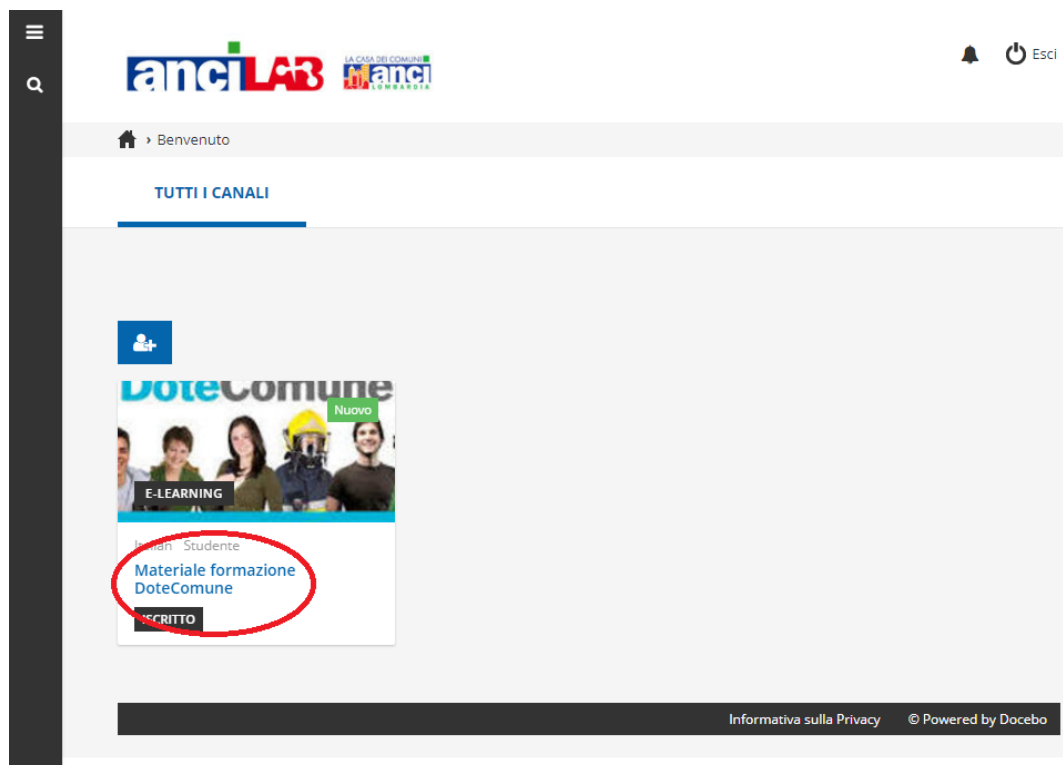 anciLAB
LA CASA DEI COMUNI
anci
LOMBARDIA
Esci
› Benvenuto
TUTTI I CANALI
DoteComune
Nuovo
E-LEARNING
Italian Studente
Materiale formazione
DoteComune
ISCRITTO
Informativa sulla Privacy © Powered by Docebo